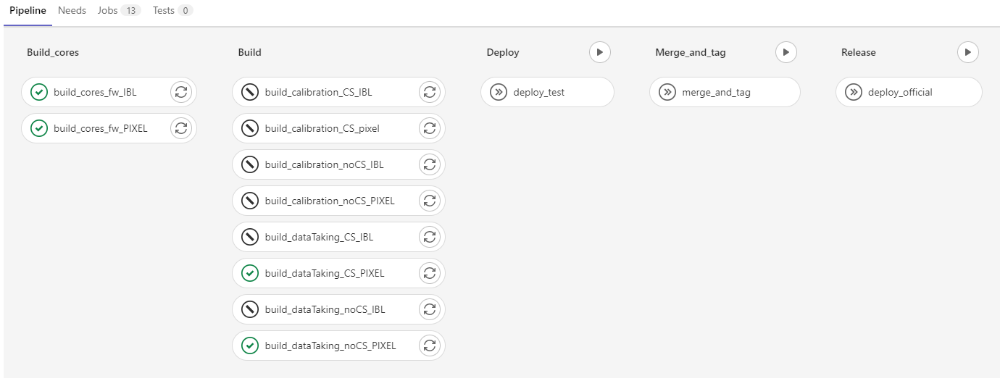 Pipeline Needs Jobs 13 Tests 0
Build_cores
build_cores_fw_IBL
build_cores_fw_PIXEL
Build
build_calibration_CS_IBL
build_calibration_CS_pixel
build_calibration_noCS_IBL
build_calibration_noCS_PIXEL
build_dataTaking_CS_IBL
build_dataTaking_CS_PIXEL
build_dataTaking_noCS_IBL
build_dataTaking_noCS_PIXEL
Deploy
deploy_test
Merge_and_tag
merge_and_tag
Release
deploy_official